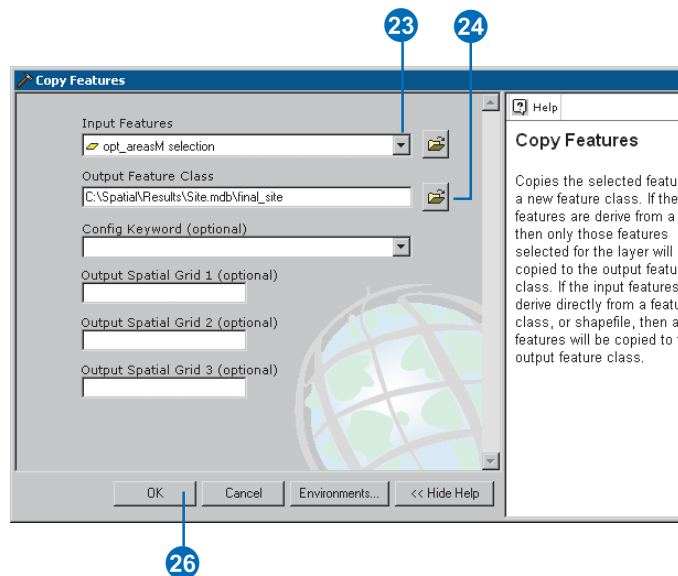 23 24
Copy Features
Input Features
opt_areasM selection
Output Feature Class
C:\Spatial\Results\Site.mdb\final_site
Config Keyword (optional)
Output Spatial Grid 1 (optional)
Output Spatial Grid 2 (optional)
Output Spatial Grid 3 (optional)
OK Cancel Environments... << Hide Help
26
Help
Copy Features
Copies the selected featu
a new feature class. If the
features are derive from a
then only those features
selected for the layer will
copied to the output featu
class. If the input features
derive directly from a featu
class, or shapefile, then a
features will be copied to
output feature class.